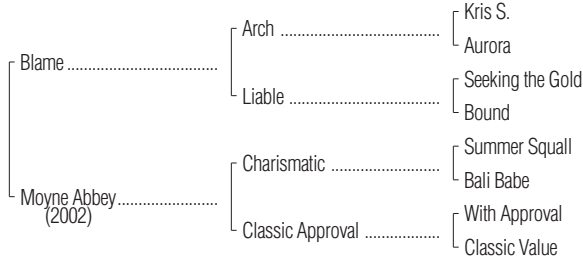 Kris S.
Arch ................................
Aurora
Blame ....................................
Seeking the Gold
Liable ....................................
Bound
Summer Squall
Charismatic ..........................
Bali Babe
Moyne Abbey........................
(2002)
With Approval
Classic Approval ..................
Classic Value